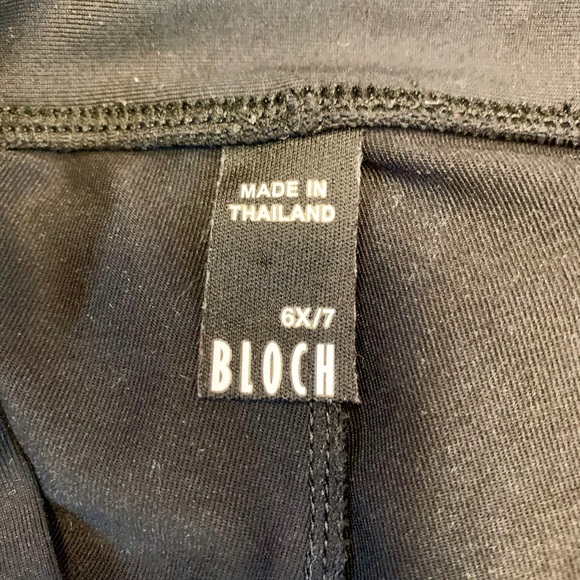 MADE IN
THAILAND
6X/7
BLOCH